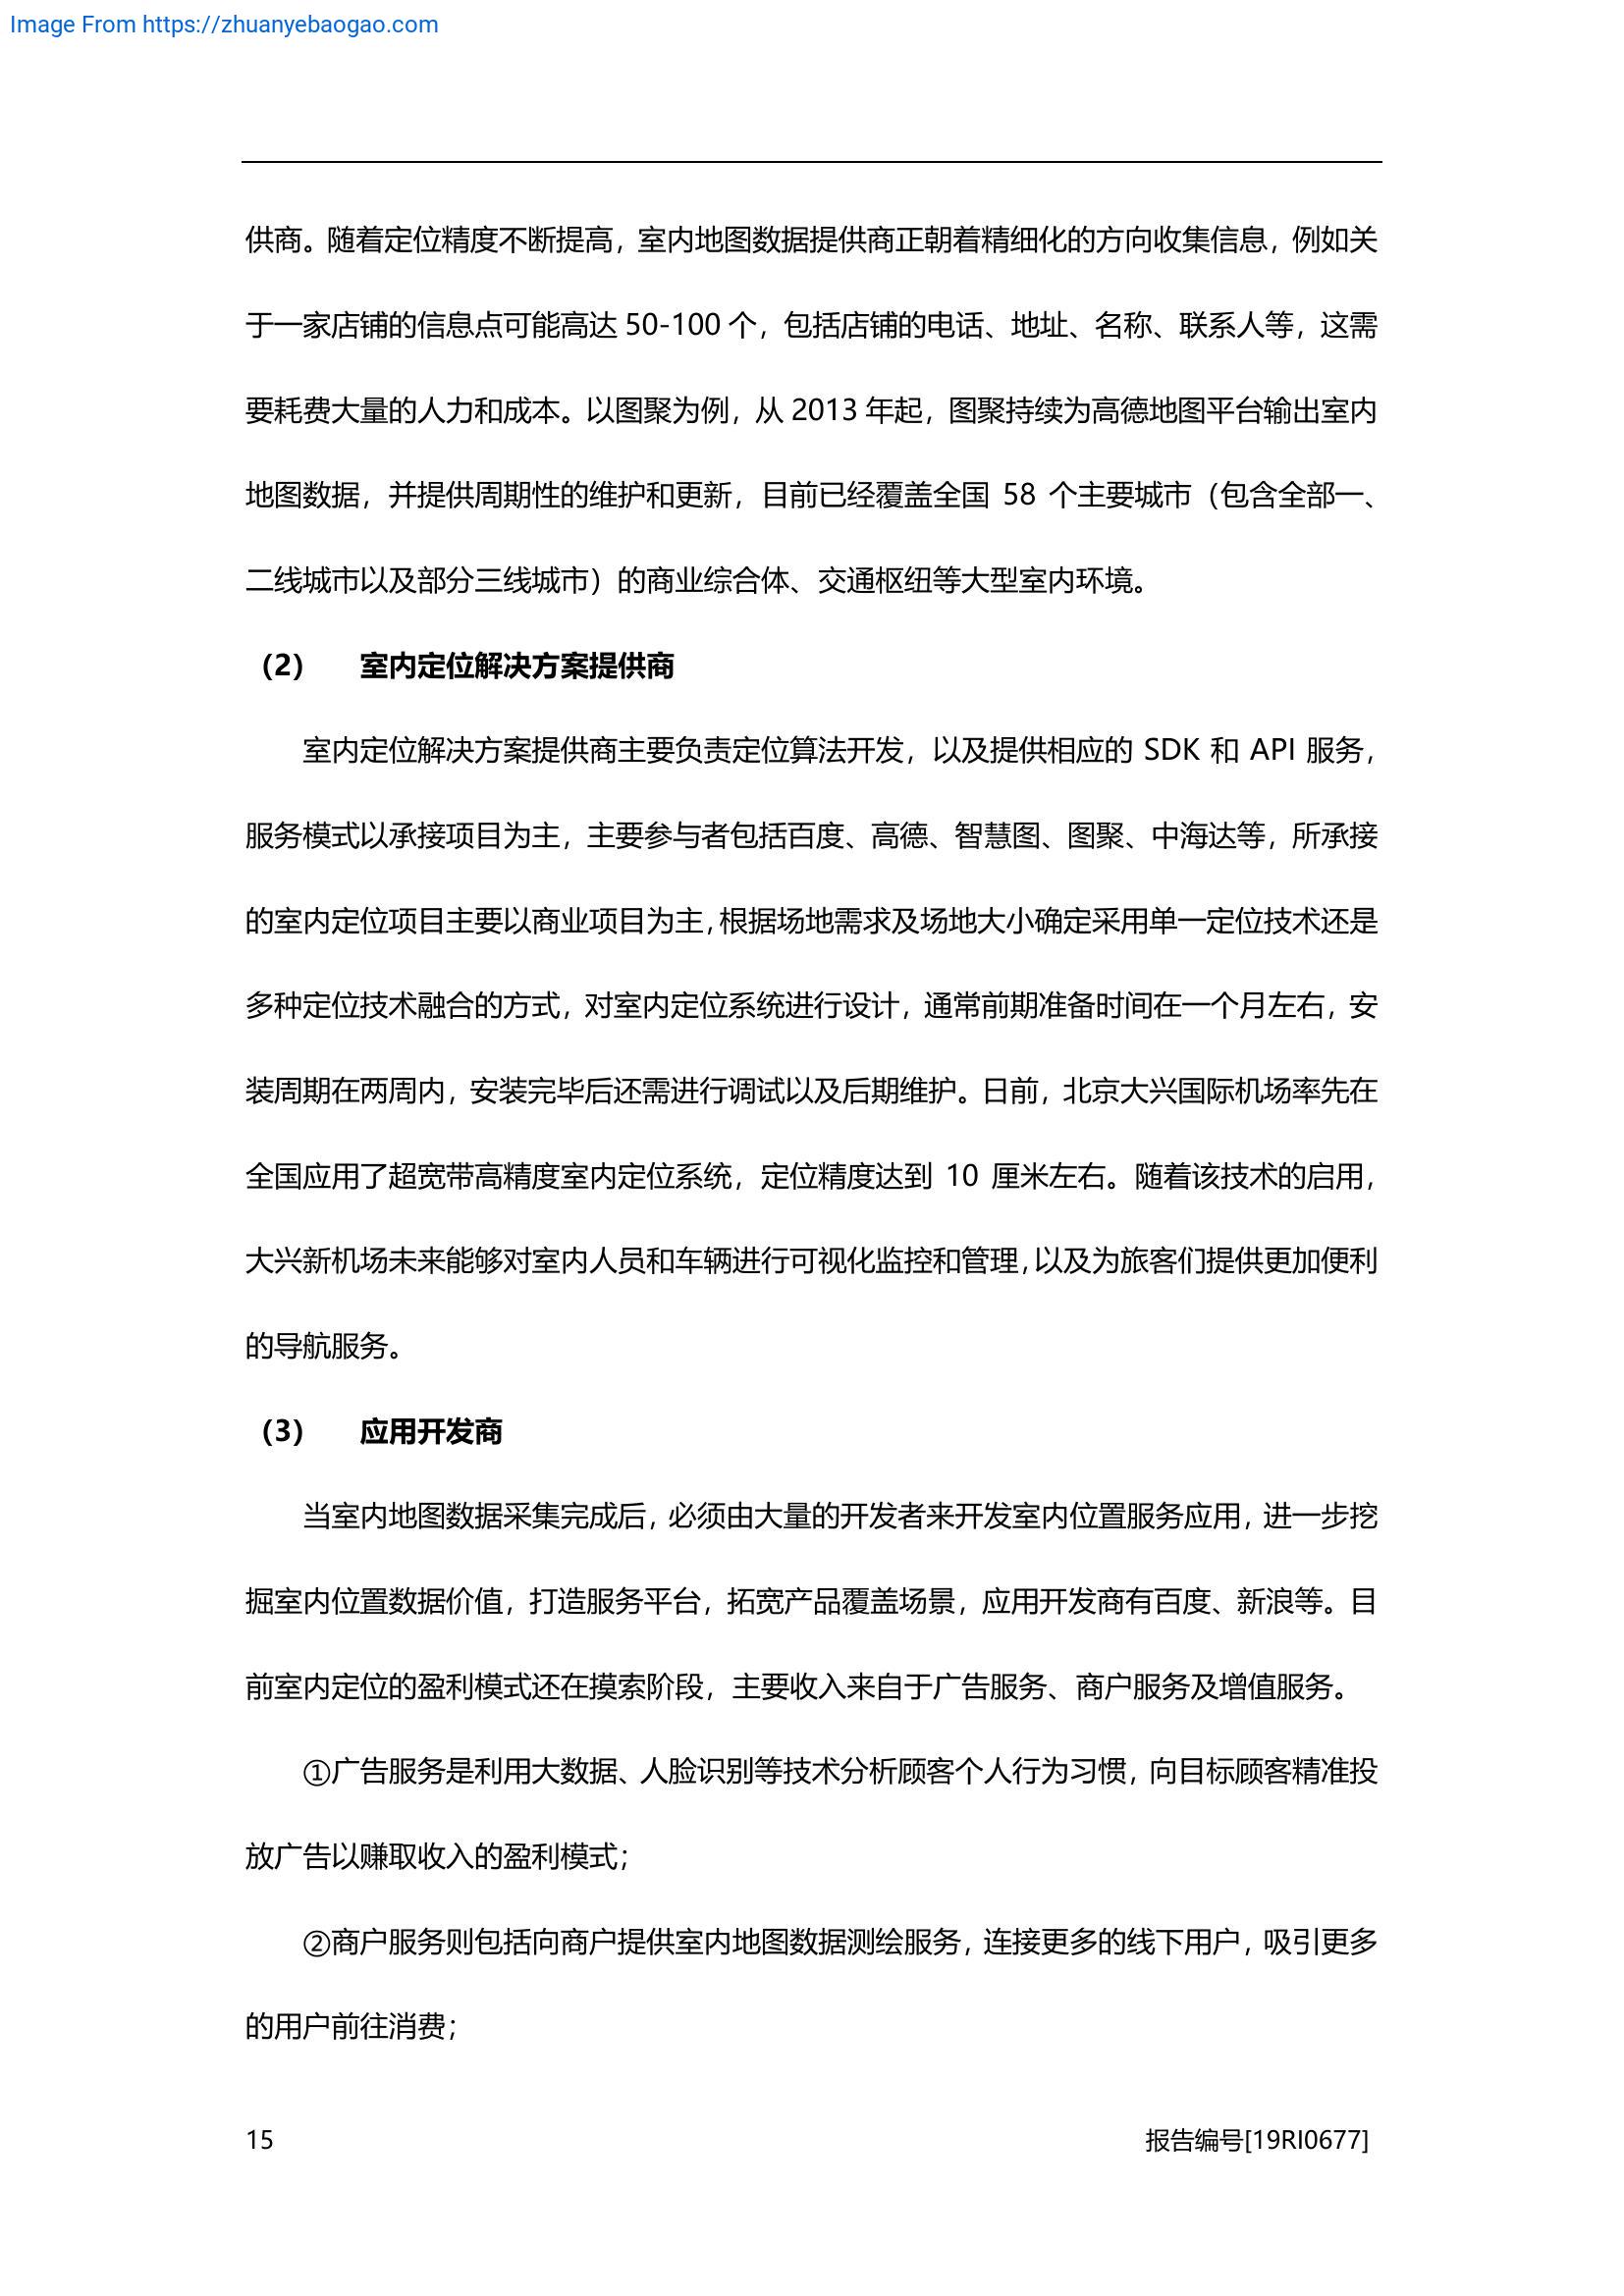 Image From https://zhuanyebaogao.com
供商。随着定位精度不断提高，室内地图数据提供商正朝着精细化的方向收集信息，例如关
于一家店铺的信息点可能高达 50-100 个，包括店铺的电话、地址、名称、联系人等，这需
要耗费大量的人力和成本。以图聚为例，从 2013 年起，图聚持续为高德地图平台输出室内
地图数据，并提供周期性的维护和更新，目前已经覆盖全国 58 个主要城市（包含全部一、
二线城市以及部分三线城市）的商业综合体、交通枢纽等大型室内环境。
（2） 室内定位解决方案提供商
室内定位解决方案提供商主要负责定位算法开发，以及提供相应的 SDK 和 API 服务，
服务模式以承接项目为主，主要参与者包括百度、高德、智慧图、图聚、中海达等，所承接
的室内定位项目主要以商业项目为主，根据场地需求及场地大小确定采用单一定位技术还是
多种定位技术融合的方式，对室内定位系统进行设计，通常前期准备时间在一个月左右，安
装周期在两周内，安装完毕后还需进行调试以及后期维护。日前，北京大兴国际机场率先在
全国应用了超宽带高精度室内定位系统，定位精度达到 10 厘米左右。随着该技术的启用，
大兴新机场未来能够对室内人员和车辆进行可视化监控和管理，以及为旅客们提供更加便利
的导航服务。
（3） 应用开发商
当室内地图数据采集完成后，必须由大量的开发者来开发室内位置服务应用，进一步挖
掘室内位置数据价值，打造服务平台，拓宽产品覆盖场景，应用开发商有百度、新浪等。目
前室内定位的盈利模式还在摸索阶段，主要收入来自于广告服务、商户服务及增值服务。
①广告服务是利用大数据、人脸识别等技术分析顾客个人行为习惯，向目标顾客精准投
放广告以赚取收入的盈利模式；
②商户服务则包括向商户提供室内地图数据测绘服务，连接更多的线下用户，吸引更多
的用户前往消费；
15 报告编号[19RI0677]